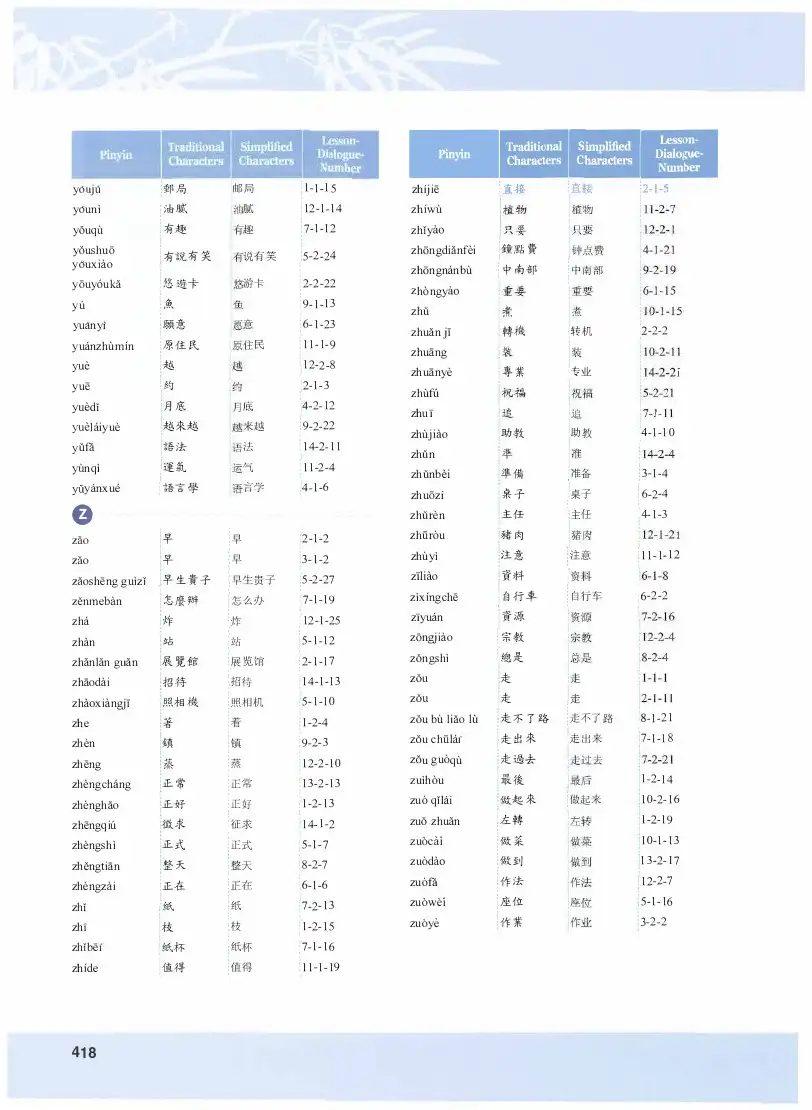 Pinyin Traditional Characters Simplified Characters Lesson-Dialogue-Number
yóujú 郵局 邮局 1-1-15
yóunì 油膩 油腻 12-1-14
yǒuqù 有趣 有趣 7-1-12
yǒushuō yǒuxiào 有說有笑 有说有笑 5-2-24
yōuyóukǎ 悠遊卡 悠游卡 2-2-22
yú 魚 鱼 9-1-13
yuànyì 願意 愿意 6-1-23
yuánzhùmín 原住民 原住民 11-1-9
yuè 越 越 12-2-8
yuē 約 约 2-1-3
yuèdǐ 月底 月底 4-2-12
yuèláiyuè 越來越 越来越 9-2-22
yǔfǎ 語法 语法 14-2-11
yùnqì 運氣 运气 11-2-4
yǔyánxué 語言學 语言学 4-1-6
Z
zǎo 早 早 2-1-2
zǎo 早 早 3-1-2
zǎoshēng guìzǐ 早生貴子 早生贵子 5-2-27
zěnmebàn 怎麼辦 怎么办 7-1-19
zhá 炸 炸 12-1-25
zhàn 站 站 5-1-12
zhǎnlǎn guǎn 展覽館 展览馆 2-1-17
zhāodài 招待 招待 14-1-13
zhàoxiàngjī 照相機 照相机 5-1-10
zhe 著 着 1-2-4
zhèn 鎮 镇 9-2-3
zhēng 蒸 蒸 12-2-10
zhèngcháng 正常 正常 13-2-13
zhènghǎo 正好 正好 1-2-13
zhēngqiú 徵求 征求 14-1-2
zhèngshì 正式 正式 5-1-7
zhěngtiān 整天 整天 8-2-7
zhèngzài 正在 正在 6-1-6
zhǐ 紙 纸 7-2-13
zhī 枝 枝 1-2-15
zhǐbēi 紙杯 纸杯 7-1-16
zhíde 值得 值得 11-1-19
Pinyin Traditional Characters Simplified Characters Lesson-Dialogue-Number
zhíjiē 直接 直接 2-1-5
zhíwù 植物 植物 11-2-7
zhǐyào 只要 只要 12-2-1
zhōngdiǎnfèi 鐘點費 钟点费 4-1-21
zhōngnánbù 中南部 中南部 9-2-19
zhòngyào 重要 重要 6-1-15
zhǔ 煮 煮 10-1-15
zhuǎn jī 轉機 转机 2-2-2
zhuāng 裝 装 10-2-11
zhuānyè 專業 专业 14-2-21
zhùfú 祝福 祝福 5-2-21
zhuī 追 追 7-1-11
zhùjiào 助教 助教 4-1-10
zhǔn 準 准 14-2-4
zhǔnbèi 準備 准备 3-1-4
zhuōzi 桌子 桌子 6-2-4
zhǔrèn 主任 主任 4-1-3
zhūròu 豬肉 猪肉 12-1-21
zhùyì 注意 注意 11-1-12
zīliào 資料 资料 6-1-8
zìxíngchē 自行車 自行车 6-2-2
zīyuán 資源 资源 7-2-16
zōngjiào 宗教 宗教 12-2-4
zǒngshì 總是 总是 8-2-4
zǒu 走 走 1-1-1
zǒu 走 走 2-1-11
zǒu bù liǎo lù 走不了路 走不了路 8-1-21
zǒu chūlái 走出來 走出来 7-1-18
zǒu guòqù 走過去 走过去 7-2-21
zuìhòu 最後 最后 1-2-14
zuò qǐlái 做起來 做起来 10-2-16
zuǒ zhuǎn 左轉 左转 1-2-19
zuòcài 做菜 做菜 10-1-13
zuòdào 做到 做到 13-2-17
zuòfǎ 作法 作法 12-2-7
zuòwèi 座位 座位 5-1-16
zuòyè 作業 作业 3-2-2
418